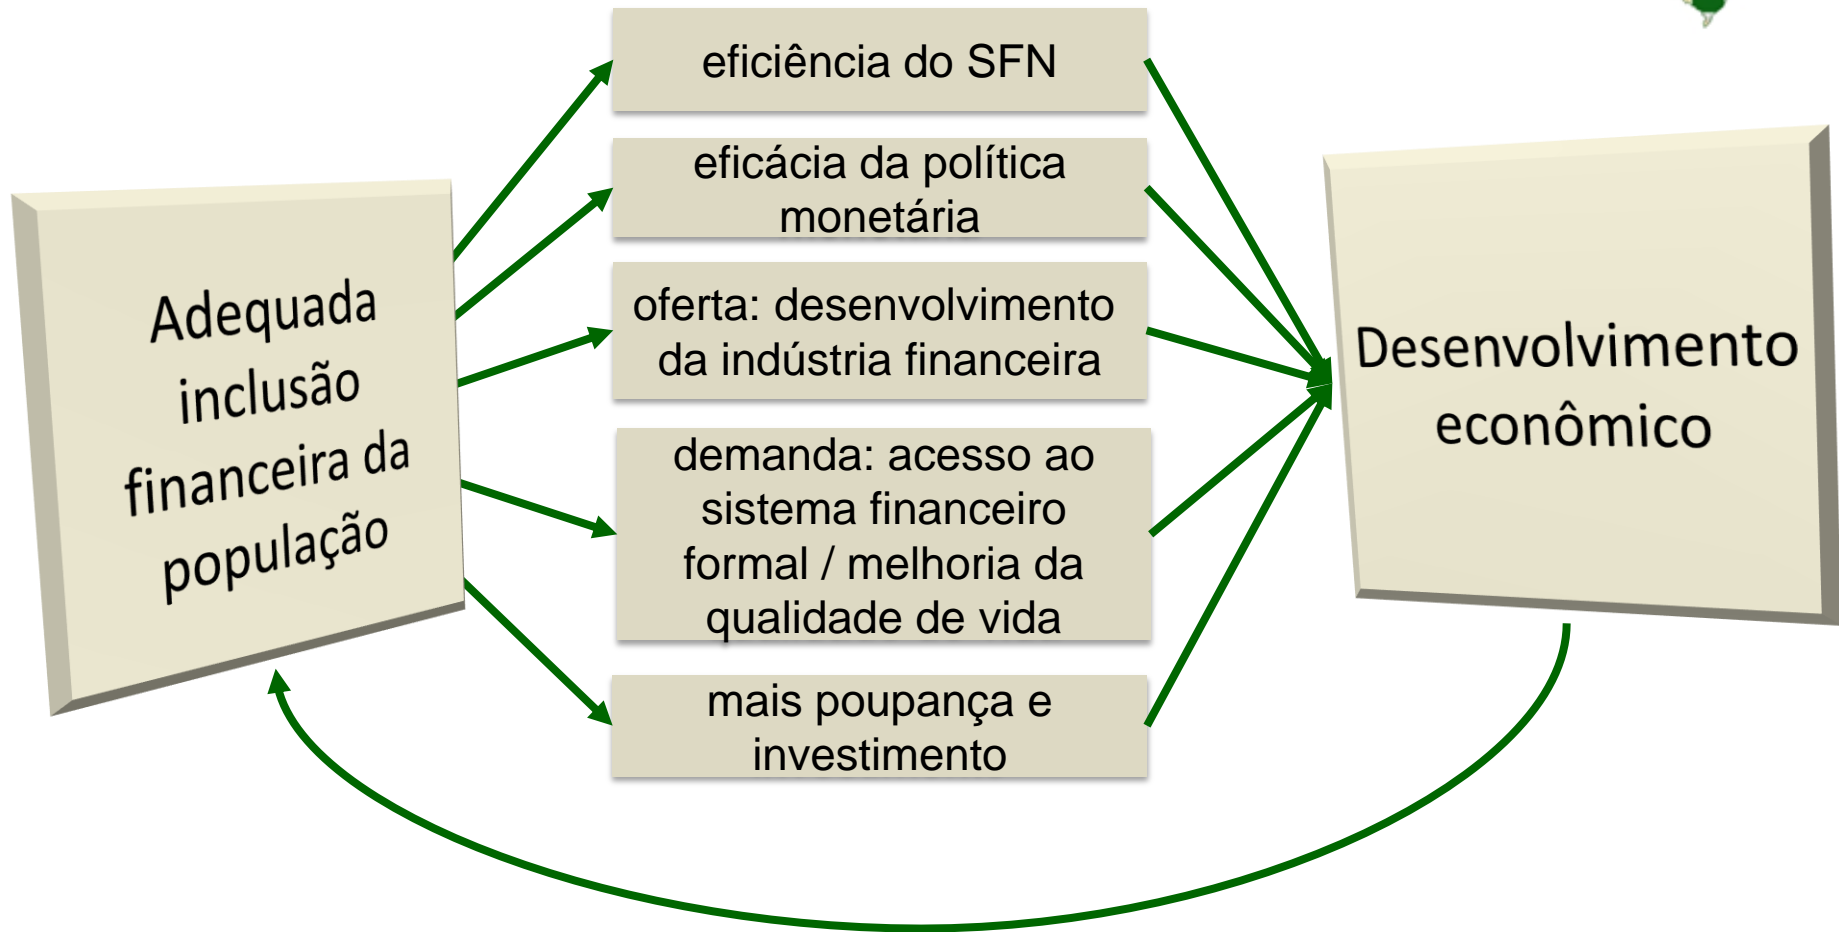 eficiência do SFN
eficácia da política
monetária
oferta: desenvolvimento
da indústria financeira
demanda: acesso ao
sistema financeiro
formal / melhoria da
qualidade de vida
mais poupança e
investimento
Adequada
inclusão
financeira da
população
Desenvolvimento
econômico